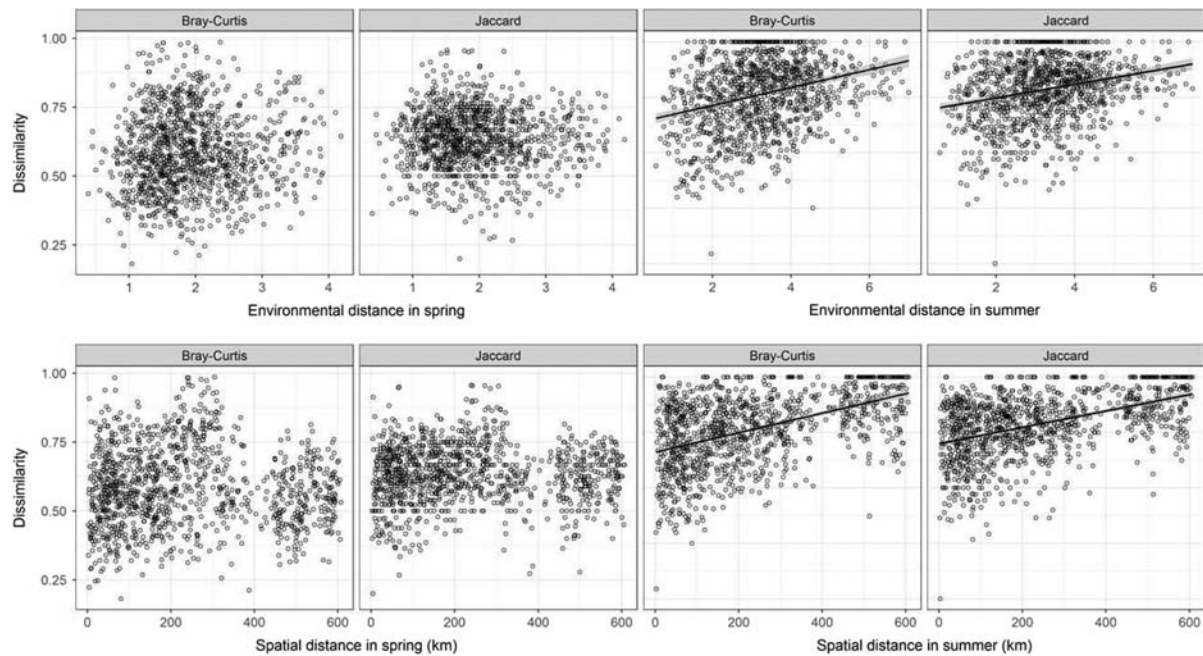 Bray-Curtis Jaccard Bray-Curtis Jaccard
1.00
0.75
0.50
0.25
Dissimilarity
1 2 3 4 1 2 3 4 2 4 6 2 4 6
Environmental distance in spring Environmental distance in summer
Bray-Curtis Jaccard Bray-Curtis Jaccard
1.00
0.75
0.50
0.25
Dissimilarity
0 200 400 600 0 200 400 600 0 200 400 600 0 200 400 600
Spatial distance in spring (km) Spatial distance in summer (km)